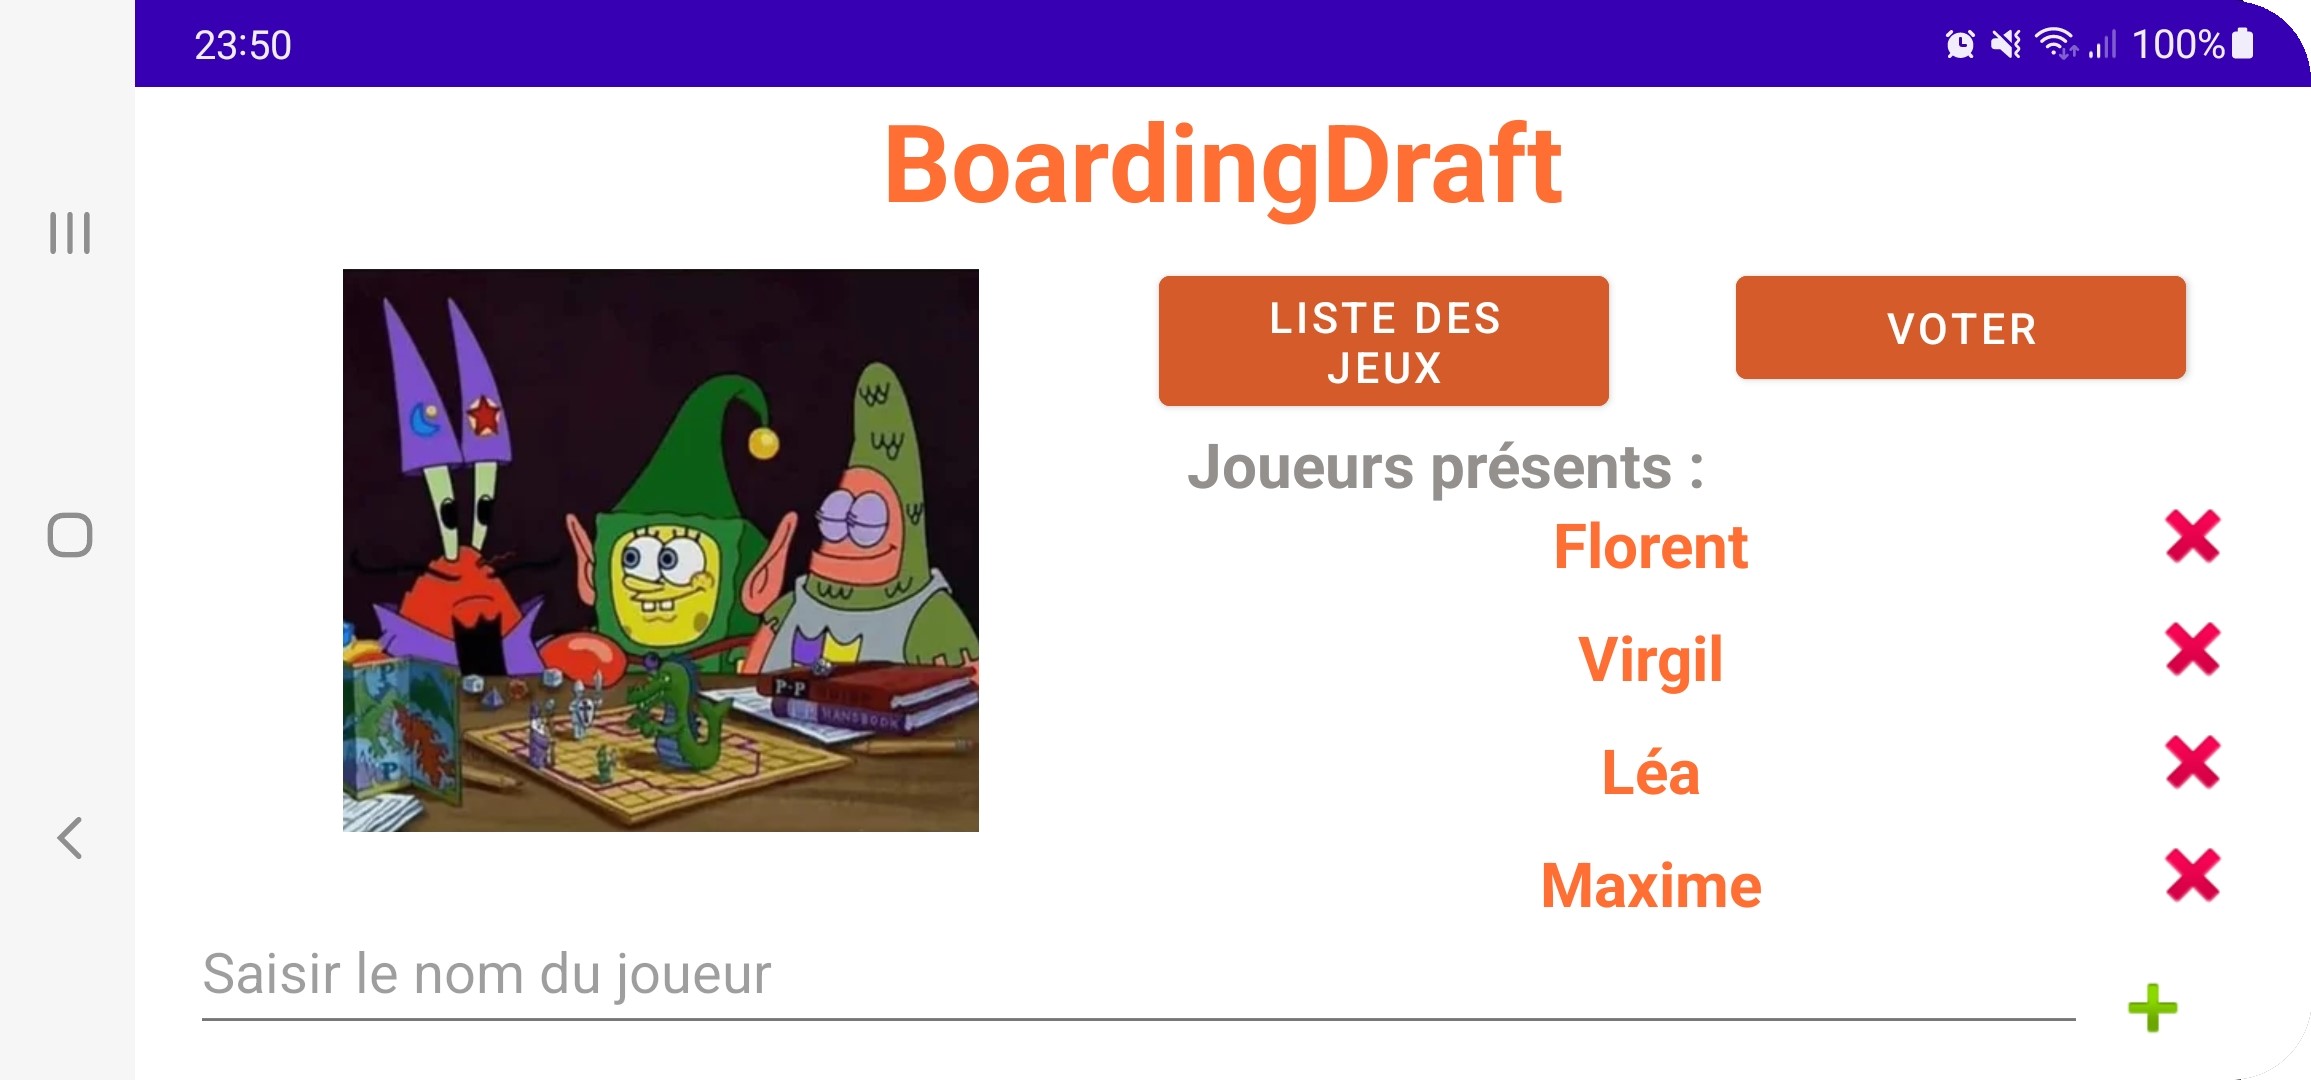 23:50
100%
BoardingDraft
LISTE DES
JEUX
VOTER
Joueurs présents :
Florent
Virgil
Léa
Maxime
P-P
HANDBOOK
P
P
Saisir le nom du joueur